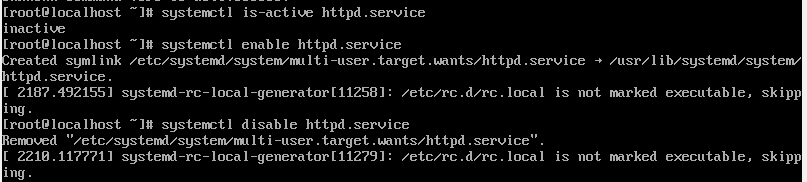 [root@localhost ~]# systemctl is-active httpd.service
inactive
[root@localhost ~]# systemctl enable httpd.service
Created symlink /etc/systemd/system/multi-user.target.wants/httpd.service → /usr/lib/systemd/system/
httpd.service.
[ 2187.492155] systemd-rc-local-generator[11258]: /etc/rc.d/rc.local is not marked executable, skipp
ing.
[root@localhost ~]# systemctl disable httpd.service
Removed "/etc/systemd/system/multi-user.target.wants/httpd.service".
[ 2210.117771] systemd-rc-local-generator[11279]: /etc/rc.d/rc.local is not marked executable, skipp
ing.